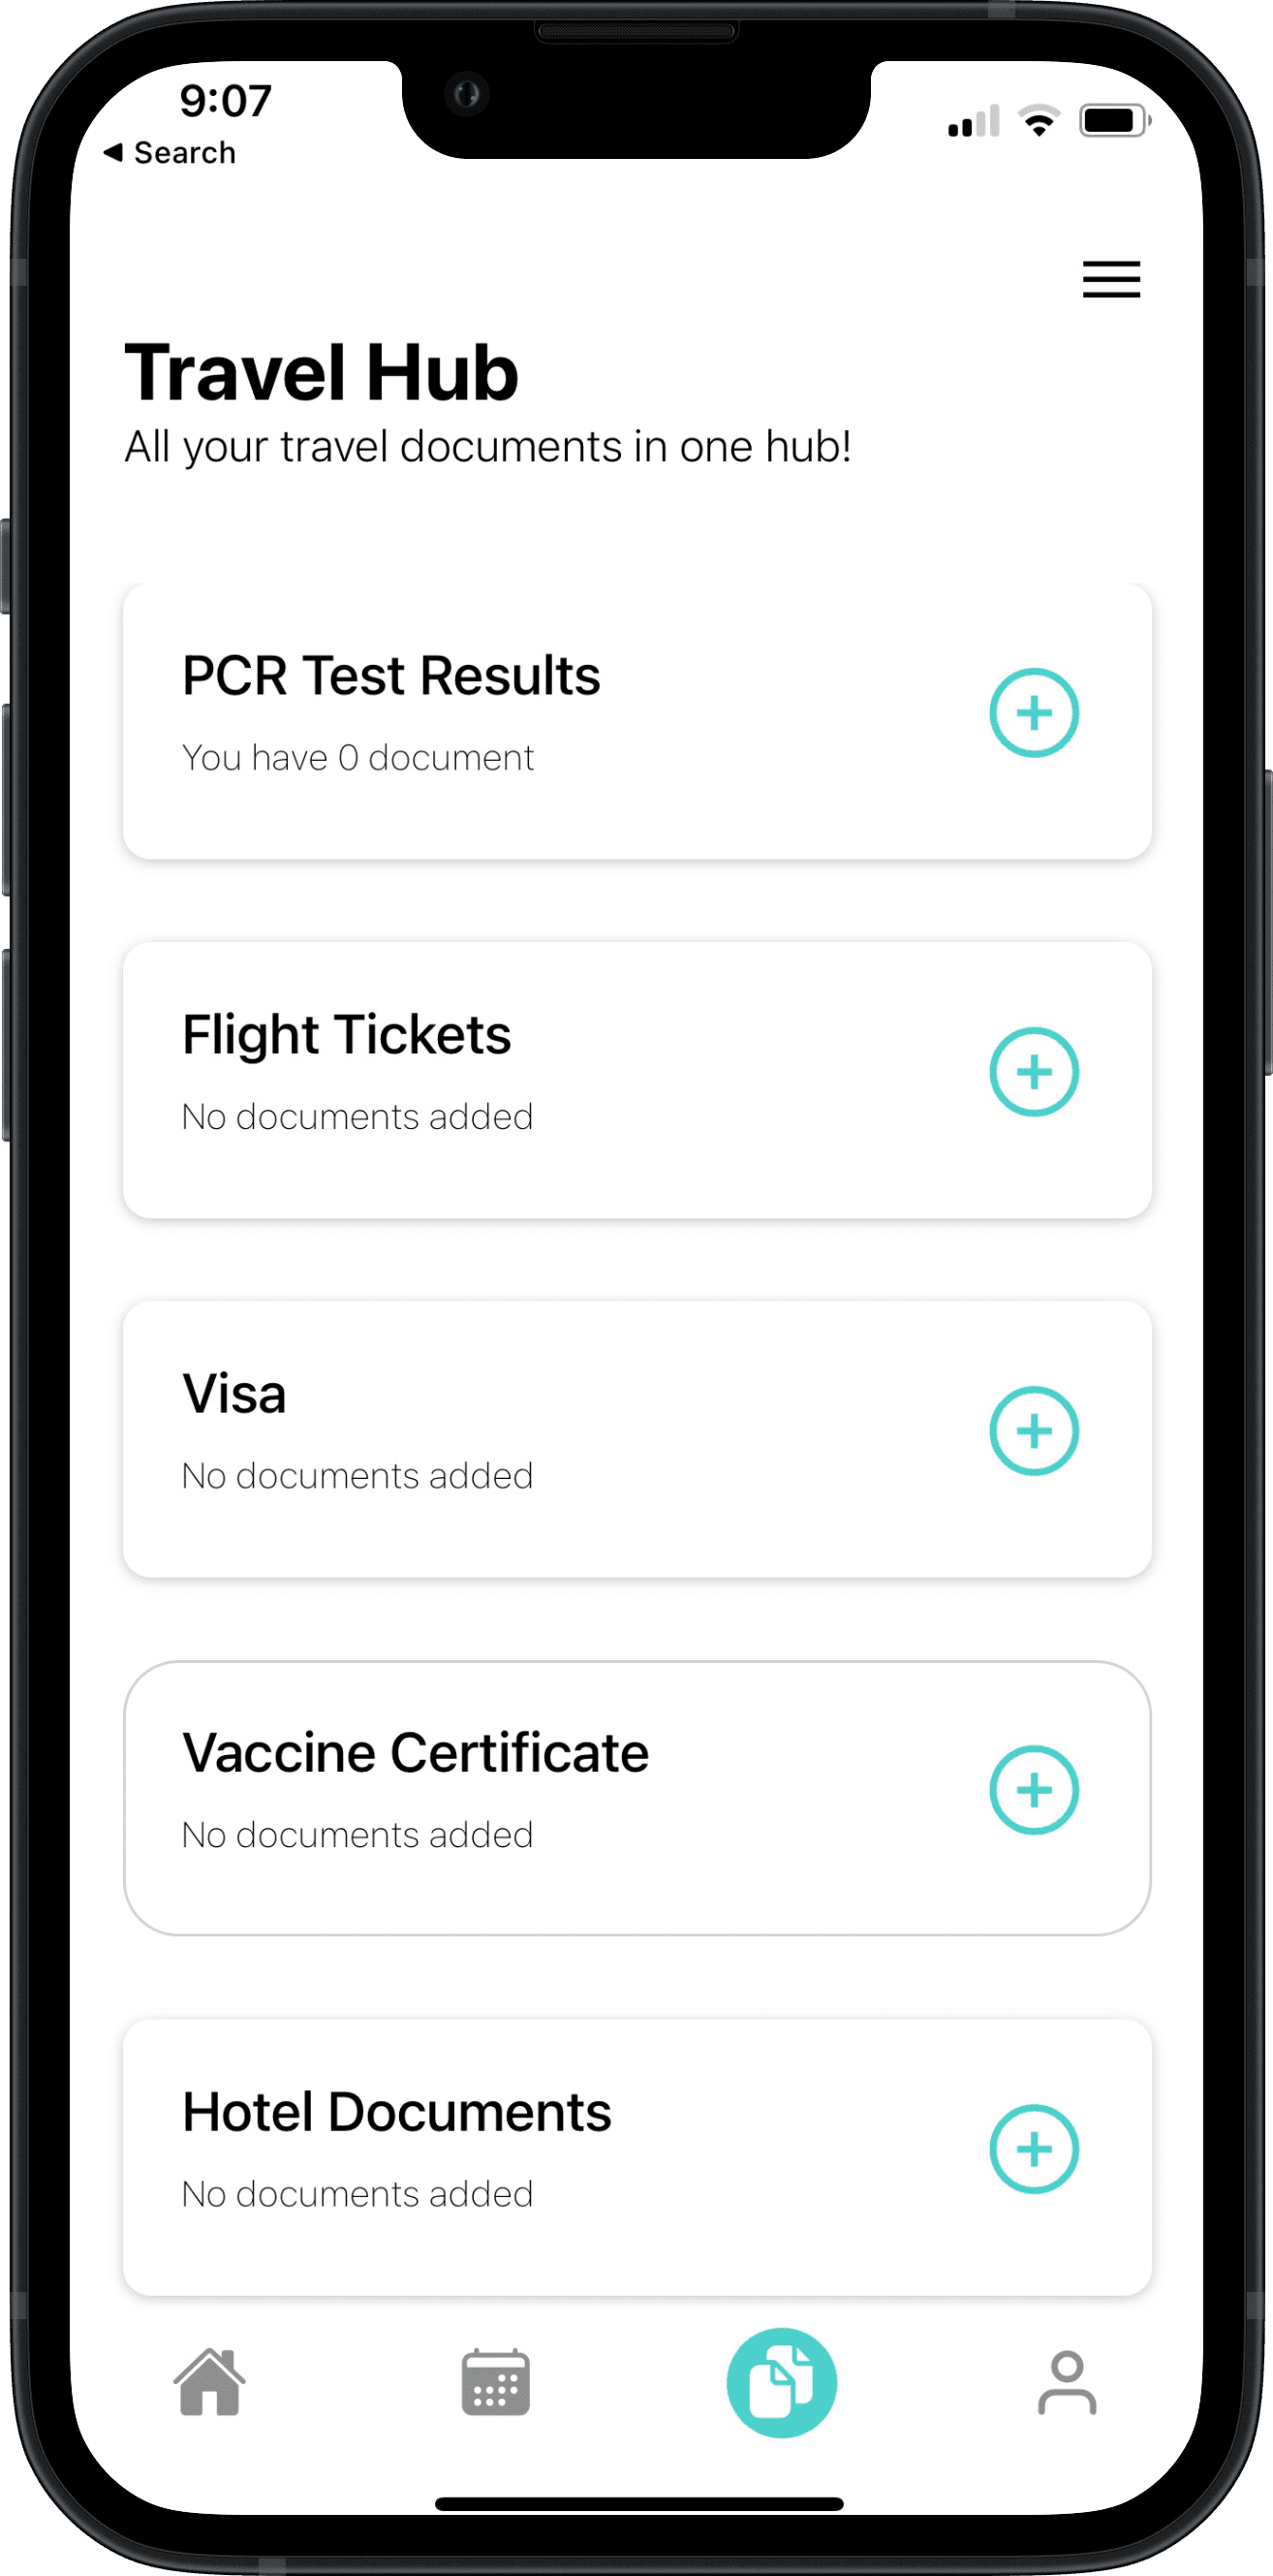 9:07
Search
Travel Hub
All your travel documents in one hub!
PCR Test Results
You have 0 document
Flight Tickets
No documents added
Visa
No documents added
Vaccine Certificate
No documents added
Hotel Documents
No documents added